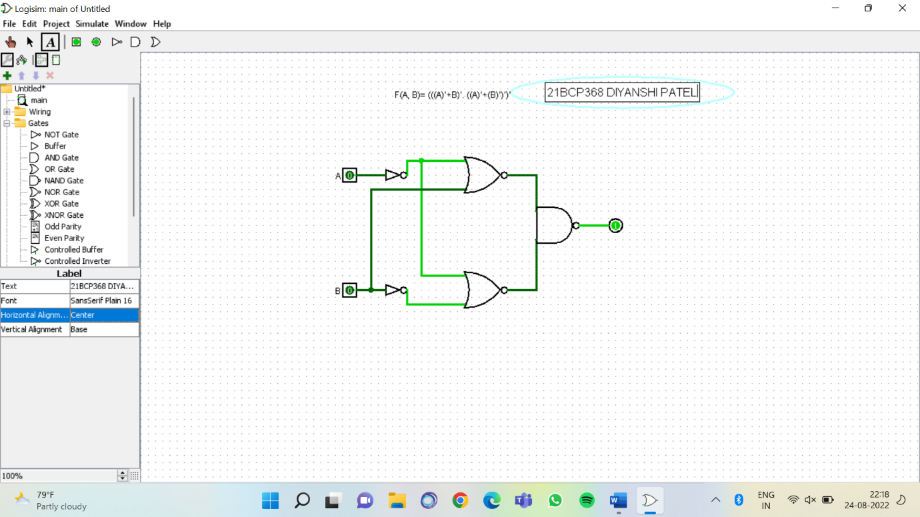 Logisim: main of Untitled
File Edit Project Simulate Window Help
A
Untitled*
main
Wiring
Gates
NOT Gate
Buffer
AND Gate
OR Gate
NAND Gate
NOR Gate
XOR Gate
XNOR Gate
Odd Parity
Even Parity
Controlled Buffer
Controlled Inverter
Label
Text 21BCP368 DIYA...
Font SansSerif Plain 16
Horizontal Alignm... Center
Vertical Alignment Base
100%
F(A, B)= (((A)'+B)'. ((A)'+(B)')')'
21BCP368 DIYANSHI PATEL
A 0
B 0
1
79°F
Partly cloudy
ENG
IN
22:18
24-08-2022